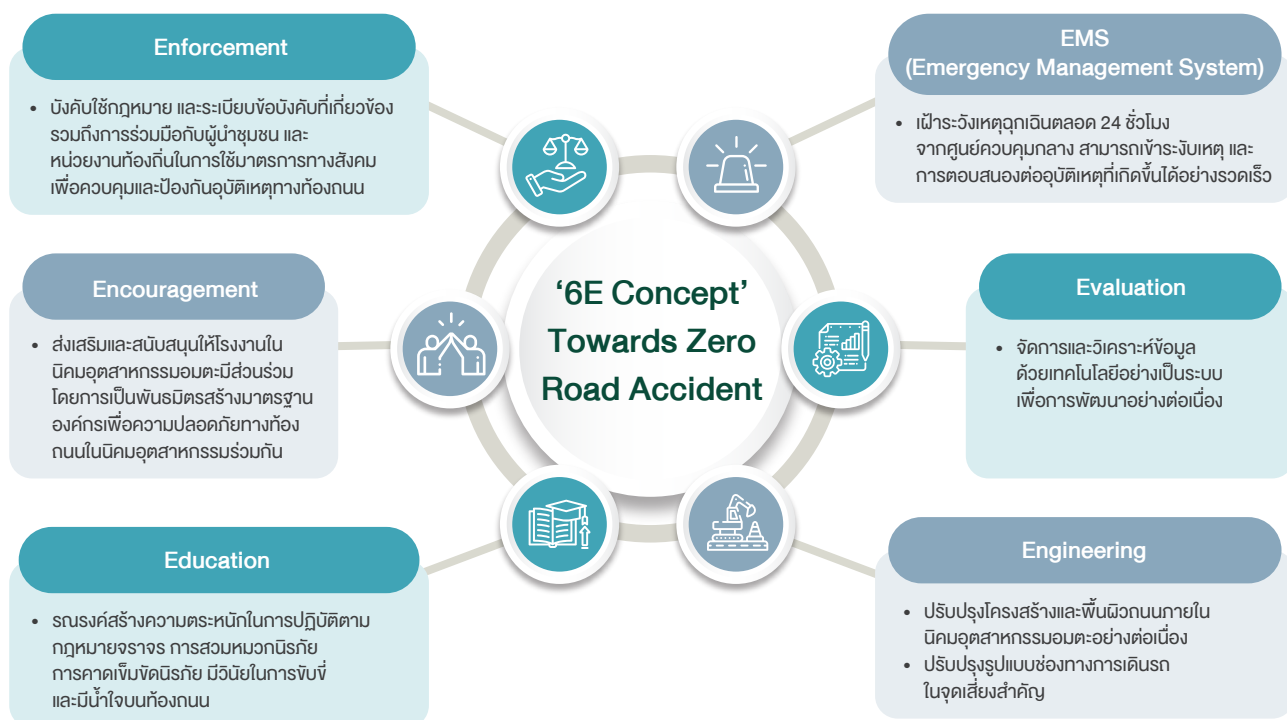 Enforcement
• บังคับใช้กฎหมาย และระเบียบข้อบังคับที่เกี่ยวข้อง
รวมถึงการร่วมมือกับผู้นำชุมชน และ
หน่วยงานท้องถิ่นในการใช้มาตรการทางสังคม
เพื่อควบคุมและป้องกันอุบัติเหตุทางท้องถนน
EMS
(Emergency Management System)
• เฝ้าระวังเหตุฉุกเฉินตลอด 24 ชั่วโมง
จากศูนย์ควบคุมกลาง สามารถเข้าระงับเหตุ และ
การตอบสนองต่ออุบัติเหตุที่เกิดขึ้นได้อย่างรวดเร็ว
Encouragement
• ส่งเสริมและสนับสนุนให้โรงงานใน
นิคมอุตสาหกรรมอมตะมีส่วนร่วม
โดยการเป็นพันธมิตรสร้างมาตรฐาน
องค์กรเพื่อความปลอดภัยทางท้อง
ถนนในนิคมอุตสาหกรรมร่วมกัน
‘6E Concept’
Towards Zero
Road Accident
Evaluation
• จัดการและวิเคราะห์ข้อมูล
ด้วยเทคโนโลยีอย่างเป็นระบบ
เพื่อการพัฒนาอย่างต่อเนื่อง
Education
• รณรงค์สร้างความตระหนักในการปฏิบัติตาม
กฎหมายจราจร การสวมหมวกนิรภัย
การคาดเข็มขัดนิรภัย มีวินัยในการขับขี่
และมีน้ำใจบนท้องถนน
Engineering
• ปรับปรุงโครงสร้างและพื้นผิวถนนภายใน
นิคมอุตสาหกรรมอมตะอย่างต่อเนื่อง
• ปรับปรุงรูปแบบช่องทางการเดินรถ
ในจุดเสี่ยงสำคัญ